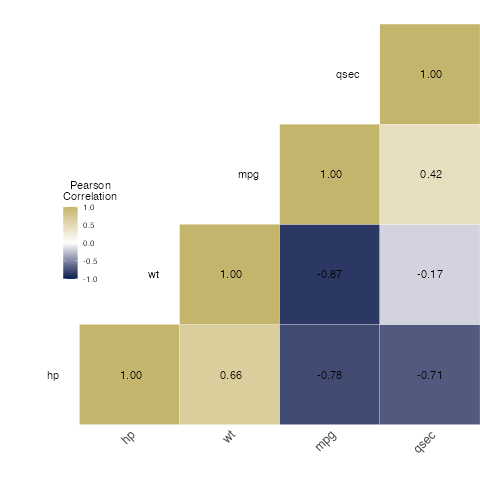 qsec
1.00
mpg
1.00
0.42
Pearson
Correlation
1.0
0.5
0.0
-0.5
-1.0
wt
1.00
-0.87
-0.17
hp
1.00
0.66
-0.78
-0.71
hp
wt
mpg
qsec